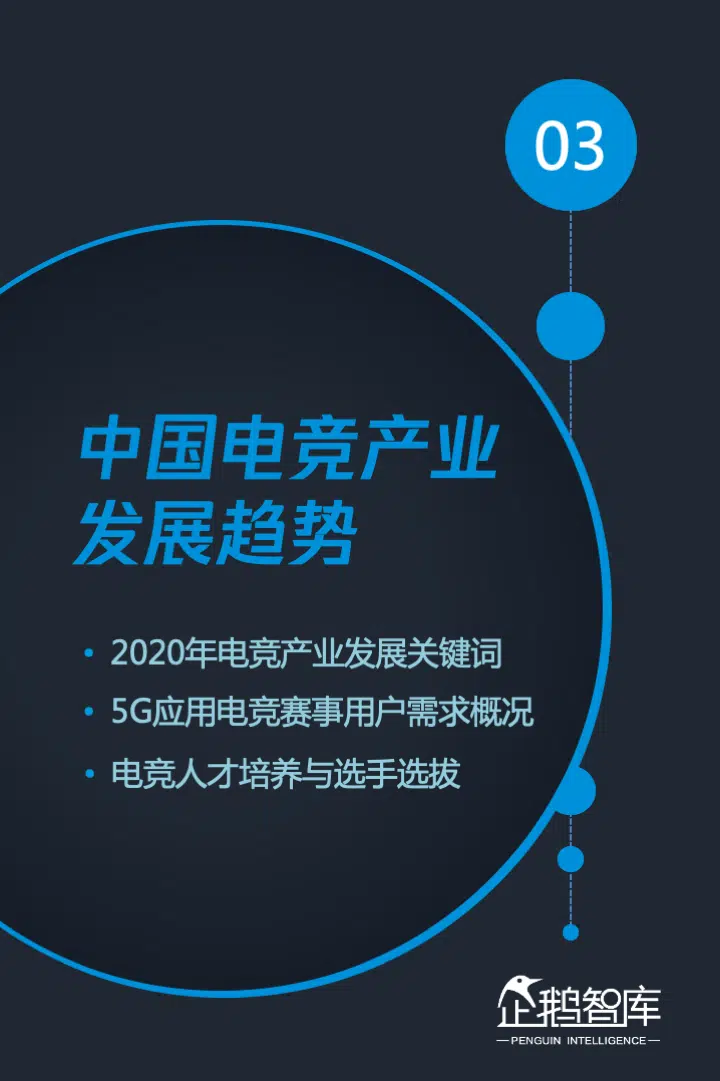 03
中国电竞产业
发展趋势
• 2020年电竞产业发展关键词
• 5G应用电竞赛事用户需求概况
• 电竞人才培养与选手选拔
企鹅智库
—PENGUIN INTELLIGENCE—